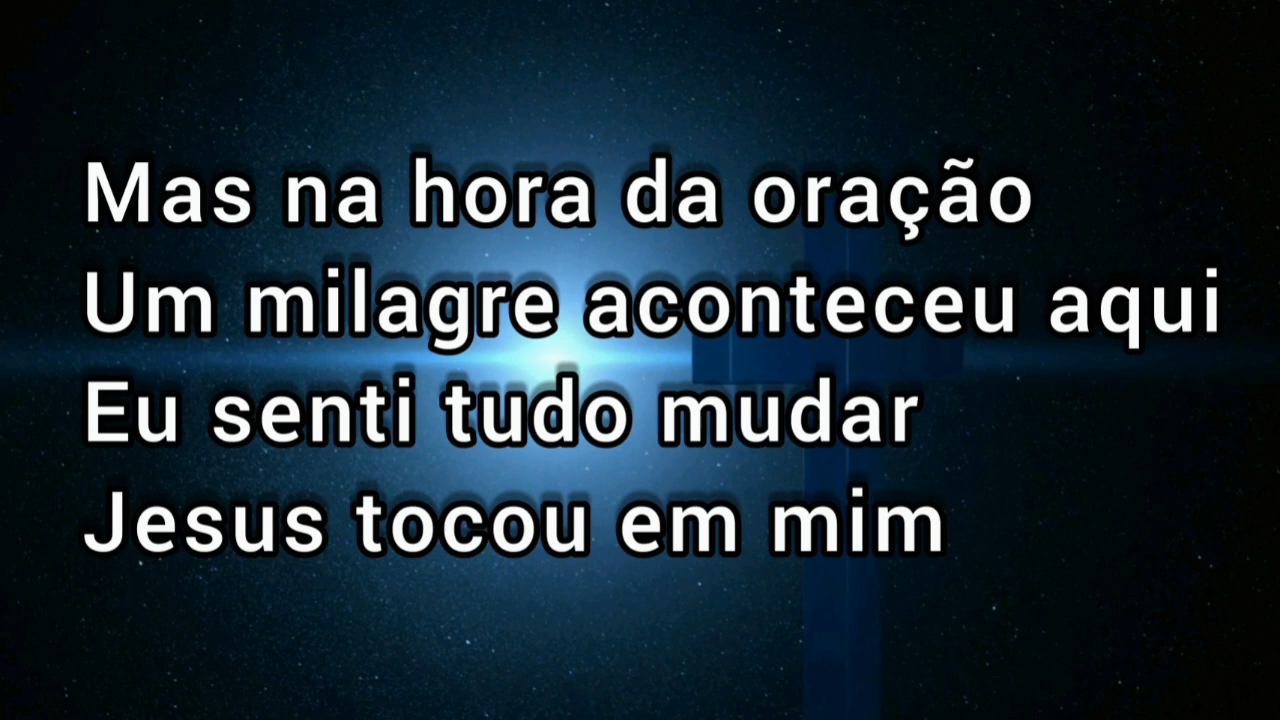 Mas na hora da oração
Um milagre aconteceu aqui
Eu senti tudo mudar
Jesus tocou em mim